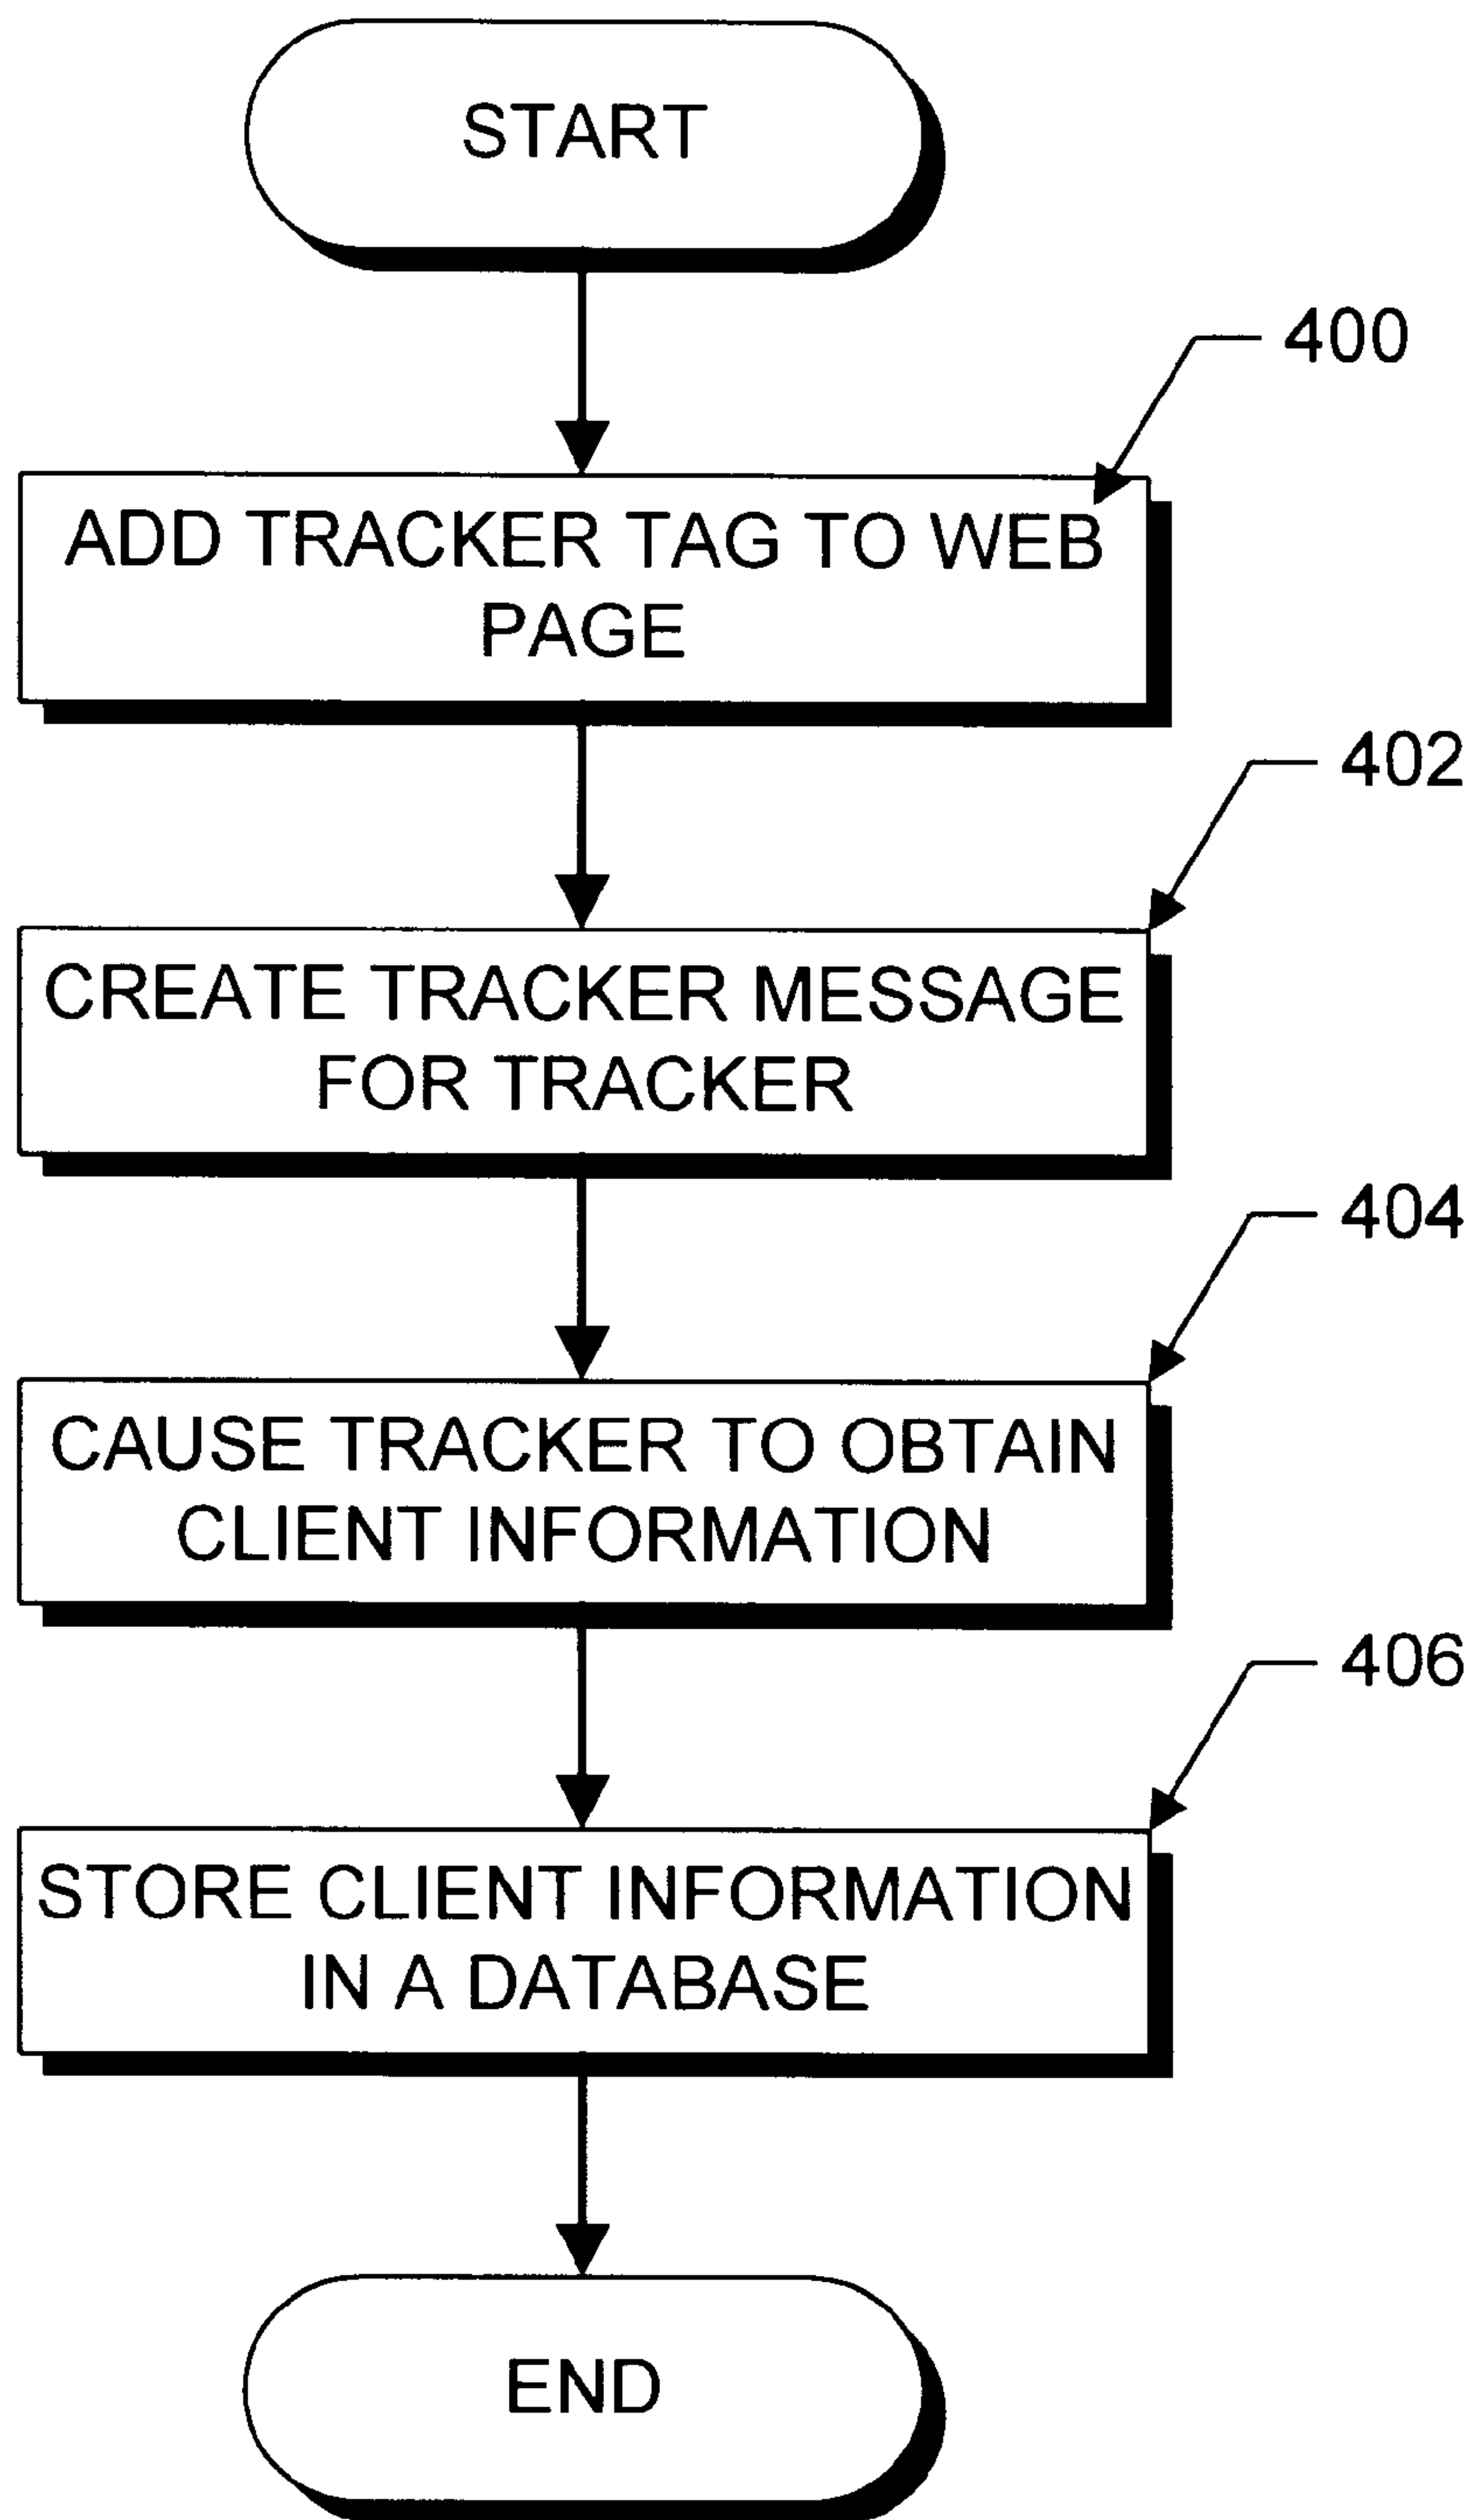 START
400
ADD TRACKER TAG TO WEB
PAGE
402
CREATE TRACKER MESSAGE
FOR TRACKER
404
CAUSE TRACKER TO OBTAIN
CLIENT INFORMATION
406
STORE CLIENT INFORMATION
IN A DATABASE
END